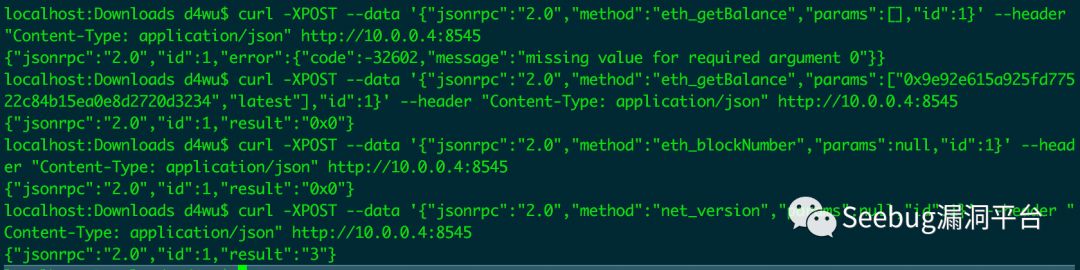 localhost:Downloads d4wu$ curl -XPOST --data '{"jsonrpc":"2.0","method":"eth_getBalance","params":[],"id":1}' --header
"Content-Type: application/json" http://10.0.0.4:8545
{"jsonrpc":"2.0","id":1,"error":{"code":-32602,"message":"missing value for required argument 0"}}
localhost:Downloads d4wu$ curl -XPOST --data '{"jsonrpc":"2.0","method":"eth_getBalance","params":["0x9e92e615a925fd775
22c84b15ea0e8d2720d3234","latest"],"id":1}' --header "Content-Type: application/json" http://10.0.0.4:8545
{"jsonrpc":"2.0","id":1,"result":"0x0"}
localhost:Downloads d4wu$ curl -XPOST --data '{"jsonrpc":"2.0","method":"eth_blockNumber","params":null,"id":1}' --head
er "Content-Type: application/json" http://10.0.0.4:8545
{"jsonrpc":"2.0","id":1,"result":"0x0"}
localhost:Downloads d4wu$ curl -XPOST --data '{"jsonrpc":"2.0","method":"net_version","params":null,"id":1}' --header "
Content-Type: application/json" http://10.0.0.4:8545
{"jsonrpc":"2.0","id":1,"result":"3"}
Seebug漏洞平台